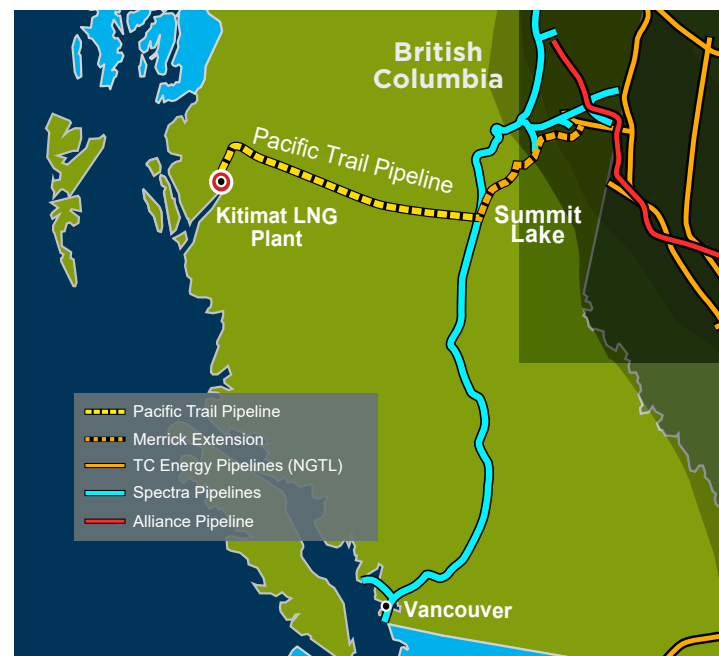 British
Columbia
Pacific Trail Pipeline
Kitimat LNG
Plant
Summit
Lake
Pacific Trail Pipeline
Merrick Extension
TC Energy Pipelines (NGTL)
Spectra Pipelines
Alliance Pipeline
Vancouver